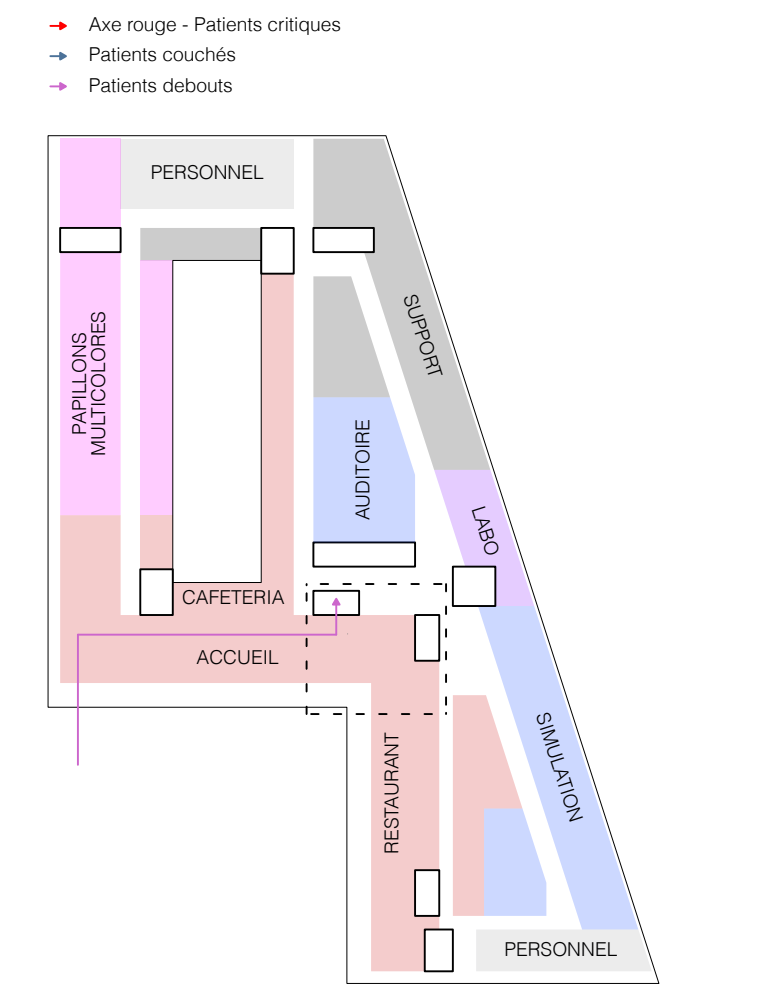 Axe rouge - Patients critiques
Patients couchés
Patients debouts
PERSONNEL
SUPPORT
PAPILLONS
MULTICOLORES
AUDITOIRE
LABO
CAFETERIA
ACCUEIL
SIMULATION
RESTAURANT
PERSONNEL